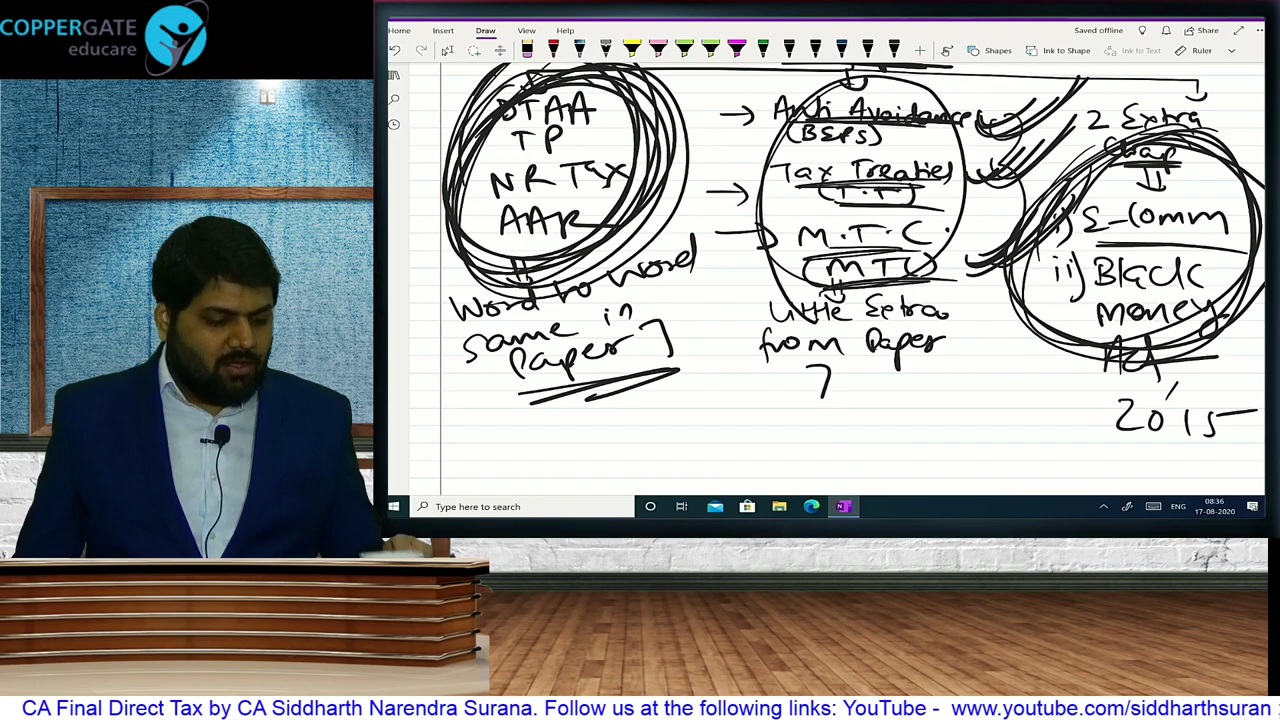 COPPERGATE
educare
Home Insert Draw View Help
Saved offline
Share
Shapes Ink to Shape Ink to Text Ruler
DTAA
TP
NR Tax
AAR
Word to Word
same in
Paper
Anti Avoidance
(BEPS)
Tax Treaties
(T.T)
M.T.C.
(MTC)
Little Extra
from Paper
7
2 Extra
Chap
i) E-Comm
ii) Black
money
Act,
2015
Type here to search
ENG
08:36
17-08-2020
CA Final Direct Tax by CA Siddharth Narendra Surana. Follow us at the following links: YouTube - www.youtube.com/siddharthsuran